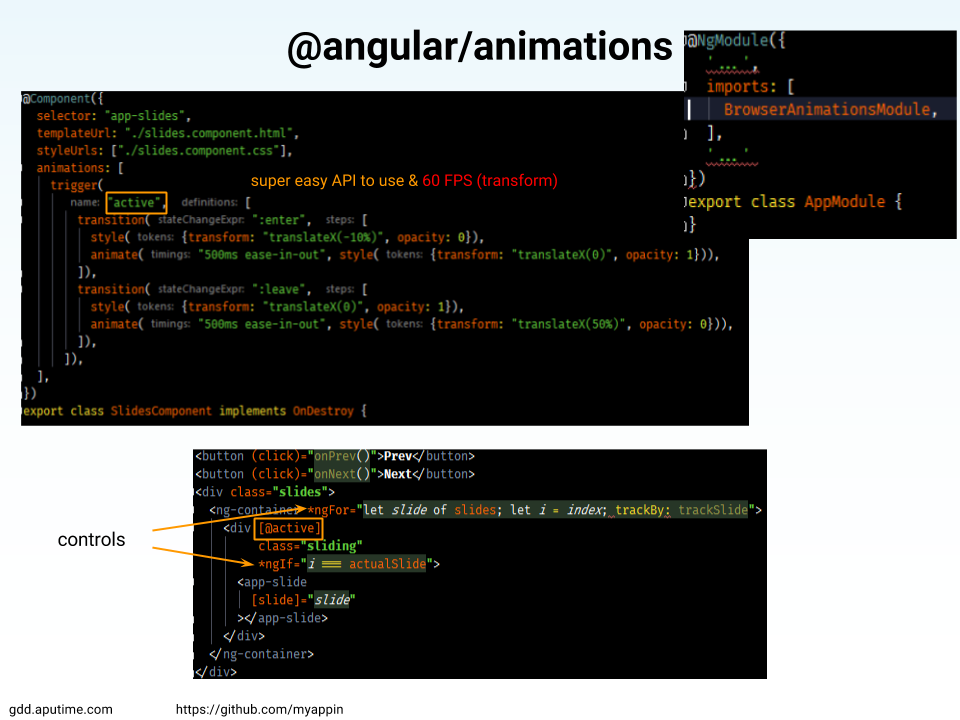 @angular/animations
@NgModule({
'...',
imports: [
BrowserAnimationsModule,
],
'...'
})
export class AppModule {
}
@Component({
selector: "app-slides",
templateUrl: "./slides.component.html",
styleUrls: ["./slides.component.css"],
animations: [
trigger(
name: "active", definitions: [
transition( stateChangeExpr: ":enter", steps: [
style( tokens: {transform: "translateX(-10%)", opacity: 0}),
animate( timings: "500ms ease-in-out", style( tokens: {transform: "translateX(0)", opacity: 1})),
]),
transition( stateChangeExpr: ":leave", steps: [
style( tokens: {transform: "translateX(0)", opacity: 1}),
animate( timings: "500ms ease-in-out", style( tokens: {transform: "translateX(50%)", opacity: 0})),
]),
]),
],
})
export class SlidesComponent implements OnDestroy {
super easy API to use & 60 FPS (transform)
<button (click)="onPrev()">Prev</button>
<button (click)="onNext()">Next</button>
<div class="slides">
<ng-container *ngFor="let slide of slides; let i = index; trackBy: trackSlide">
<div [@active]
class="sliding"
*ngIf="i === actualSlide">
<app-slide
[slide]="slide"
></app-slide>
</div>
</ng-container>
</div>
controls
gdd.aputime.com
https://github.com/myappin